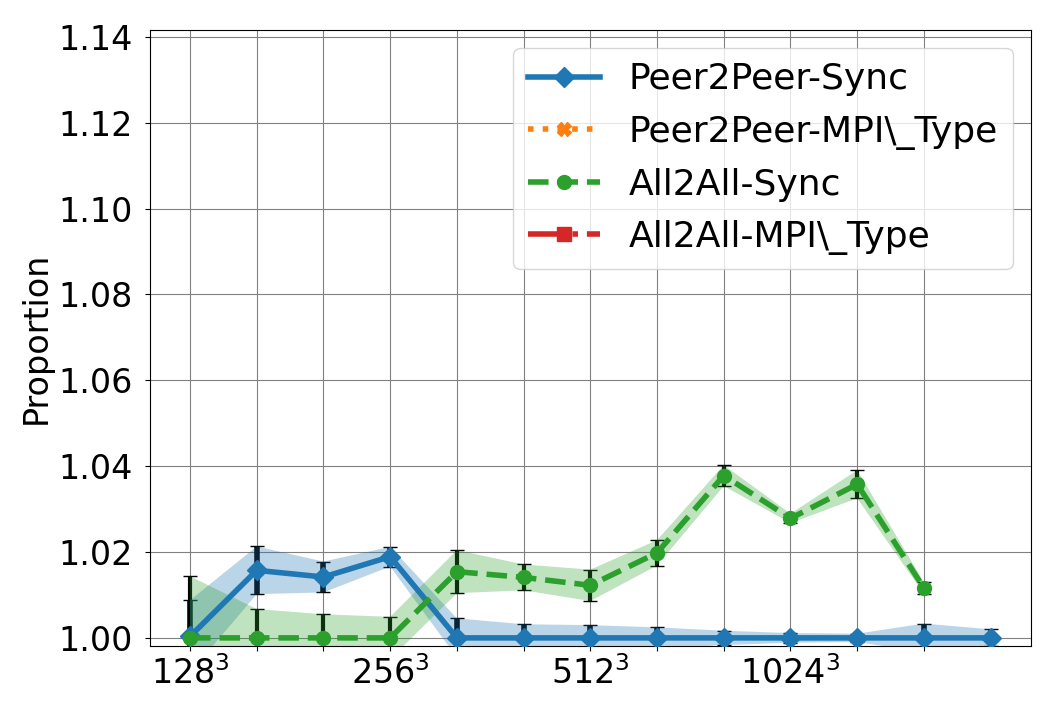 1.14
1.12
1.10
1.08
1.06
1.04
1.02
1.00
Proportion
128³
256³
512³
1024³
Peer2Peer-Sync
Peer2Peer-MPI\_Type
All2All-Sync
All2All-MPI\_Type